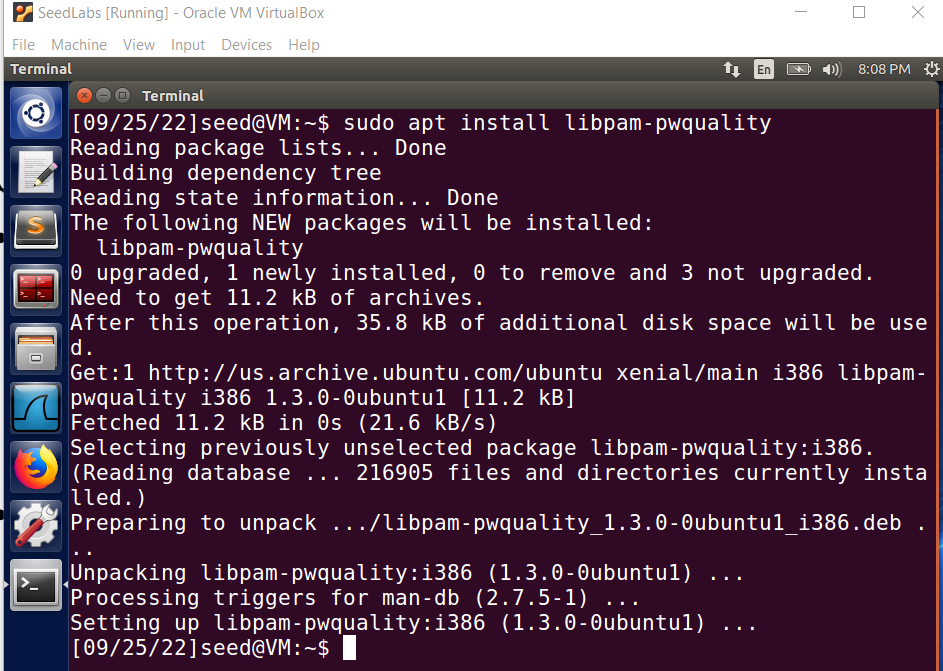 SeedLabs [Running] - Oracle VM VirtualBox
File Machine View Input Devices Help
Terminal En 8:08 PM
Terminal
[09/25/22]seed@VM:~$ sudo apt install libpam-pwquality
Reading package lists... Done
Building dependency tree
Reading state information... Done
The following NEW packages will be installed:
  libpam-pwquality
0 upgraded, 1 newly installed, 0 to remove and 3 not upgraded.
Need to get 11.2 kB of archives.
After this operation, 35.8 kB of additional disk space will be use
d.
Get:1 http://us.archive.ubuntu.com/ubuntu xenial/main i386 libpam-
pwquality i386 1.3.0-0ubuntu1 [11.2 kB]
Fetched 11.2 kB in 0s (21.6 kB/s)
Selecting previously unselected package libpam-pwquality:i386.
(Reading database ... 216905 files and directories currently insta
lled.)
Preparing to unpack .../libpam-pwquality_1.3.0-0ubuntu1_i386.deb .
..
Unpacking libpam-pwquality:i386 (1.3.0-0ubuntu1) ...
Processing triggers for man-db (2.7.5-1) ...
Setting up libpam-pwquality:i386 (1.3.0-0ubuntu1) ...
[09/25/22]seed@VM:~$